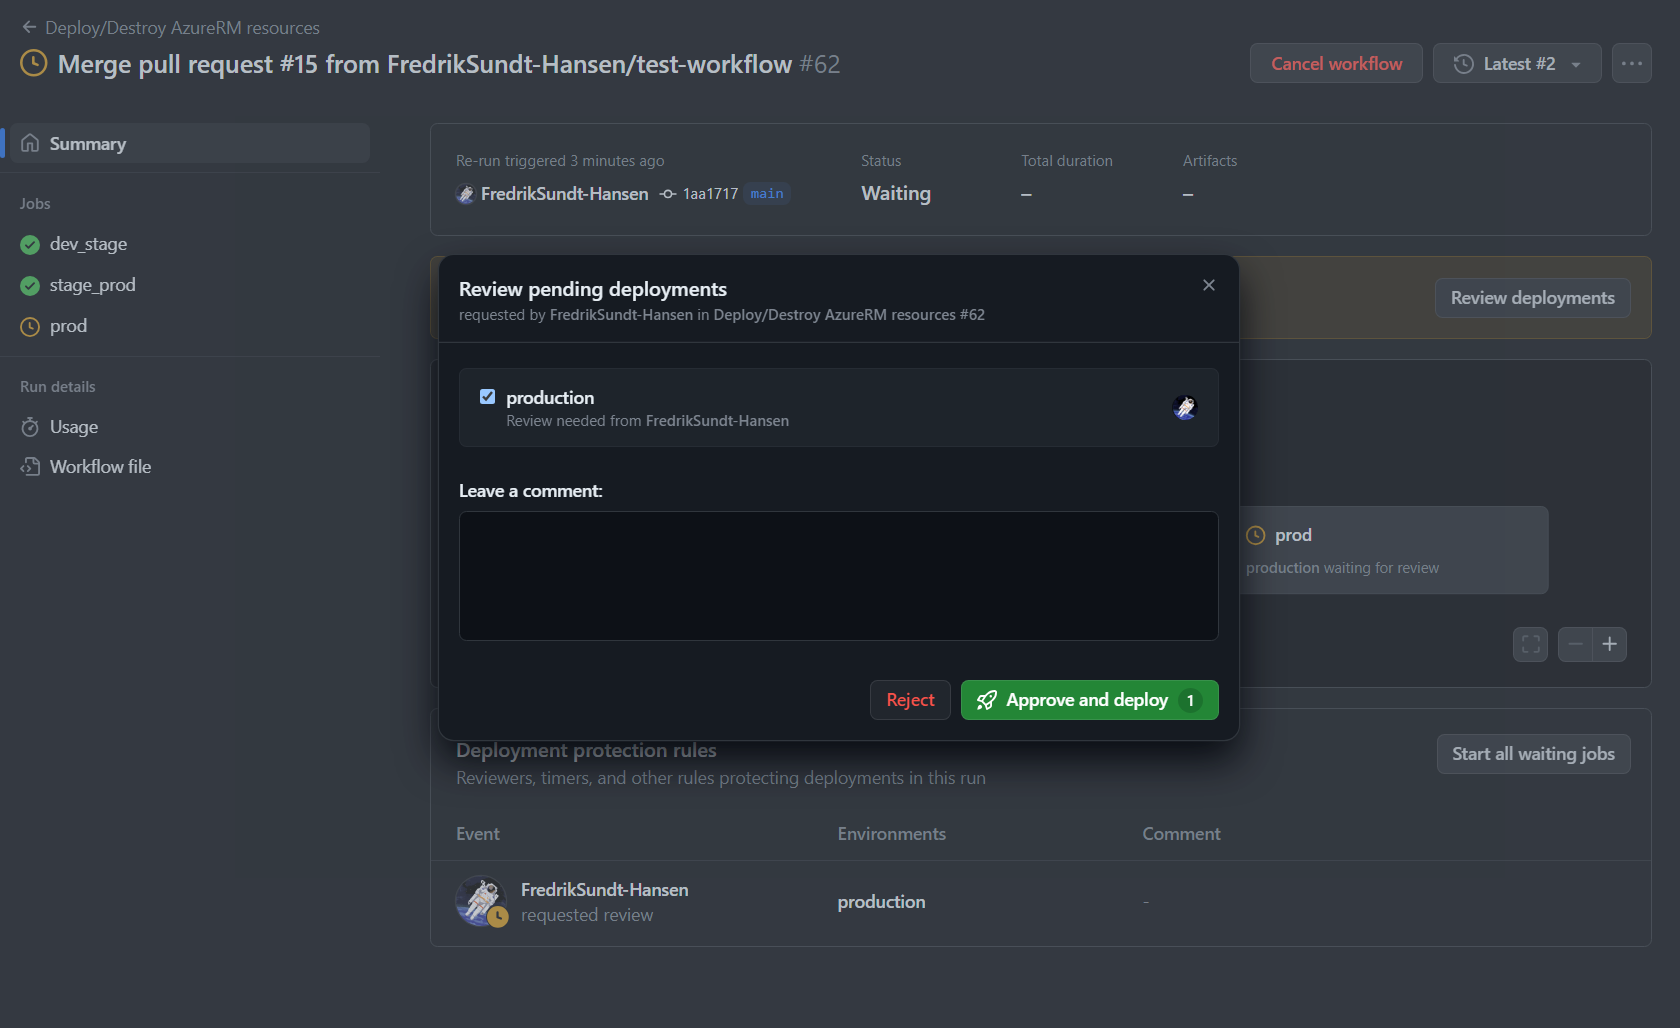 Deploy/Destroy AzureRM resources
Merge pull request #15 from FredrikSundt-Hansen/test-workflow #62
Cancel workflow
Latest #2
Summary
Jobs
dev_stage
stage_prod
prod
Run details
Usage
Workflow file
Re-run triggered 3 minutes ago
FredrikSundt-Hansen 1aa1717 main
Status
Waiting
Total duration
–
Artifacts
–
Review deployments
Review pending deployments
requested by FredrikSundt-Hansen in Deploy/Destroy AzureRM resources #62
production
Review needed from FredrikSundt-Hansen
Leave a comment:
Reject
Approve and deploy 1
prod
production waiting for review
Deployment protection rules
Reviewers, timers, and other rules protecting deployments in this run
Start all waiting jobs
Event Environments Comment
FredrikSundt-Hansen
requested review
production
-